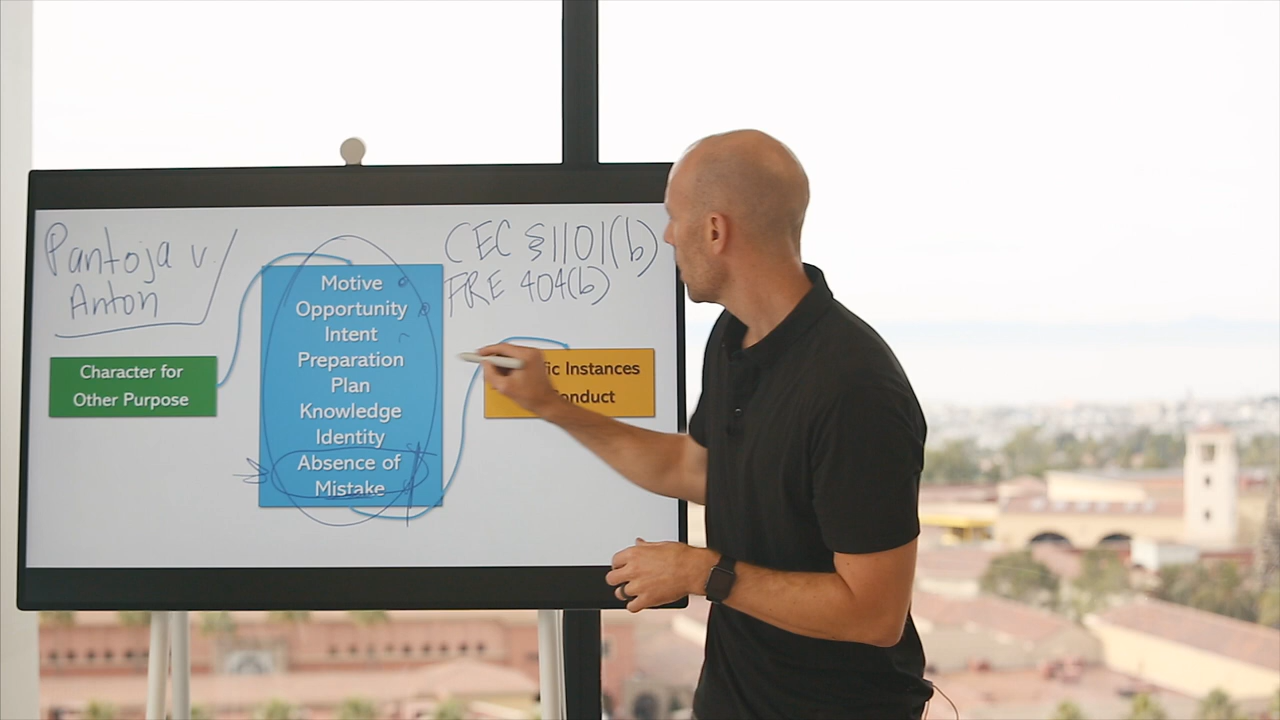 Pantoja v.
Anton
CEC §1101(b)
FRE 404(b)
Character for
Other Purpose
Motive
Opportunity
Intent
Preparation
Plan
Knowledge
Identity
Absence of
Mistake
Instances